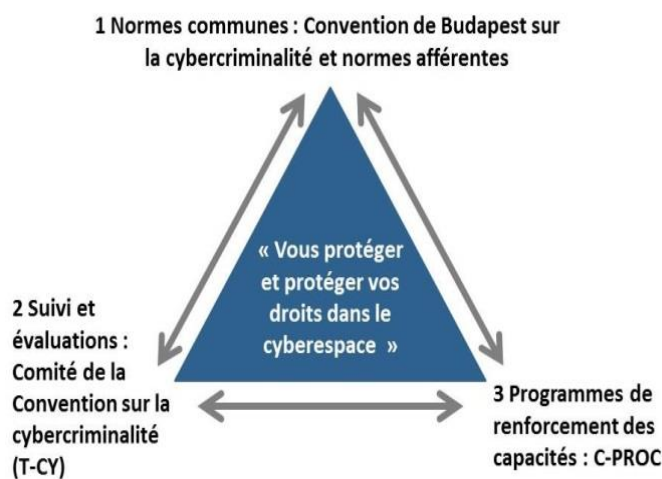 1 Normes communes : Convention de Budapest sur
la cybercriminalité et normes afférentes
« Vous protéger
et protéger vos
droits dans le
cyberespace »
2 Suivi et
évaluations :
Comité de la
Convention sur la
cybercriminalité
(T-CY)
3 Programmes de
renforcement des
capacités : C-PROC